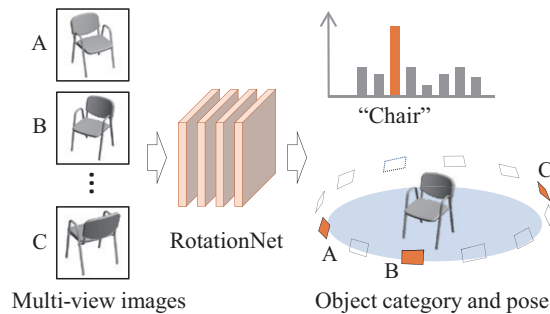 A
B
C
Multi-view images
RotationNet
"Chair"
A
B
C
Object category and pose